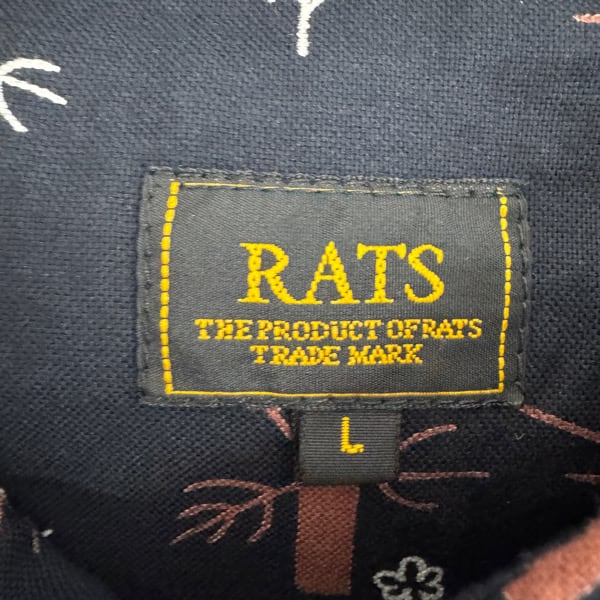 RATS
THE PRODUCT OF RATS
TRADE MARK
L